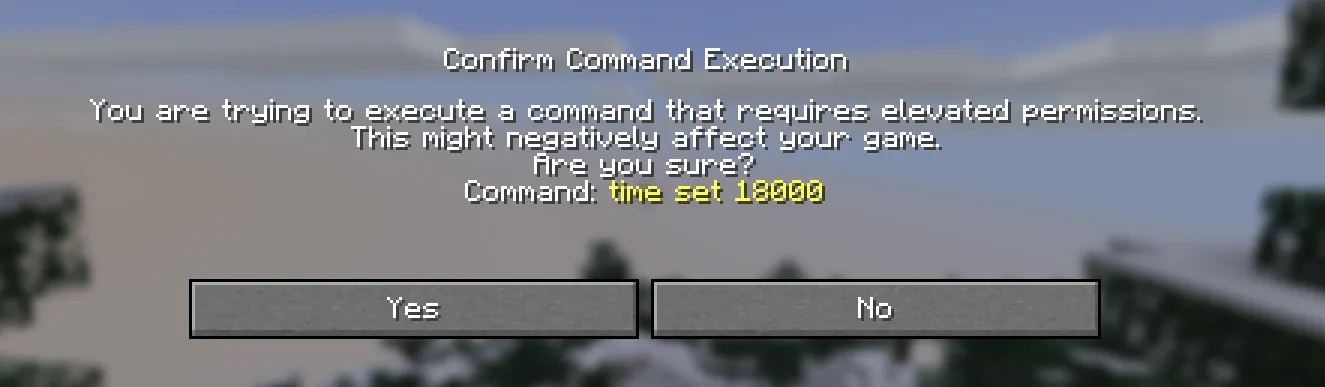 Confirm Command Execution
You are trying to execute a command that requires elevated permissions.
This might negatively affect your game.
Are you sure?
Command: time set 18000
Yes
No